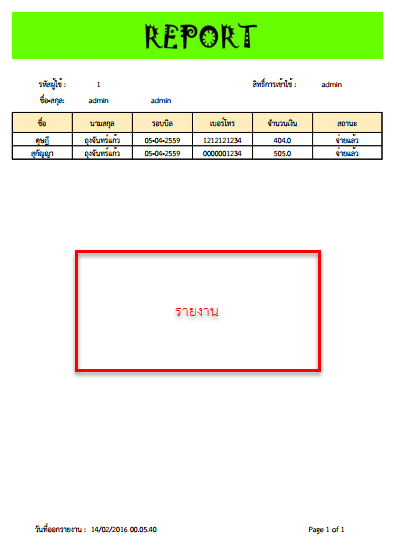 REPORT
รหัสผู้ใช้ : 1 สิทธิ์การเข้าใช้ : admin
ชื่อ-สกุล: admin admin
ชื่อ นามสกุล รอบบิล เบอร์โทร จำนวนเงิน สถานะ
ดุษฎี ถุงจันทร์แก้ว 05-04-2559 1212121234 404.0 จ่ายแล้ว
สุกัญญา ถุงจันทร์แก้ว 05-04-2559 0000001234 505.0 จ่ายแล้ว
รายงาน
วันที่ออกรายงาน : 14/02/2016 00.05.40 Page 1 of 1